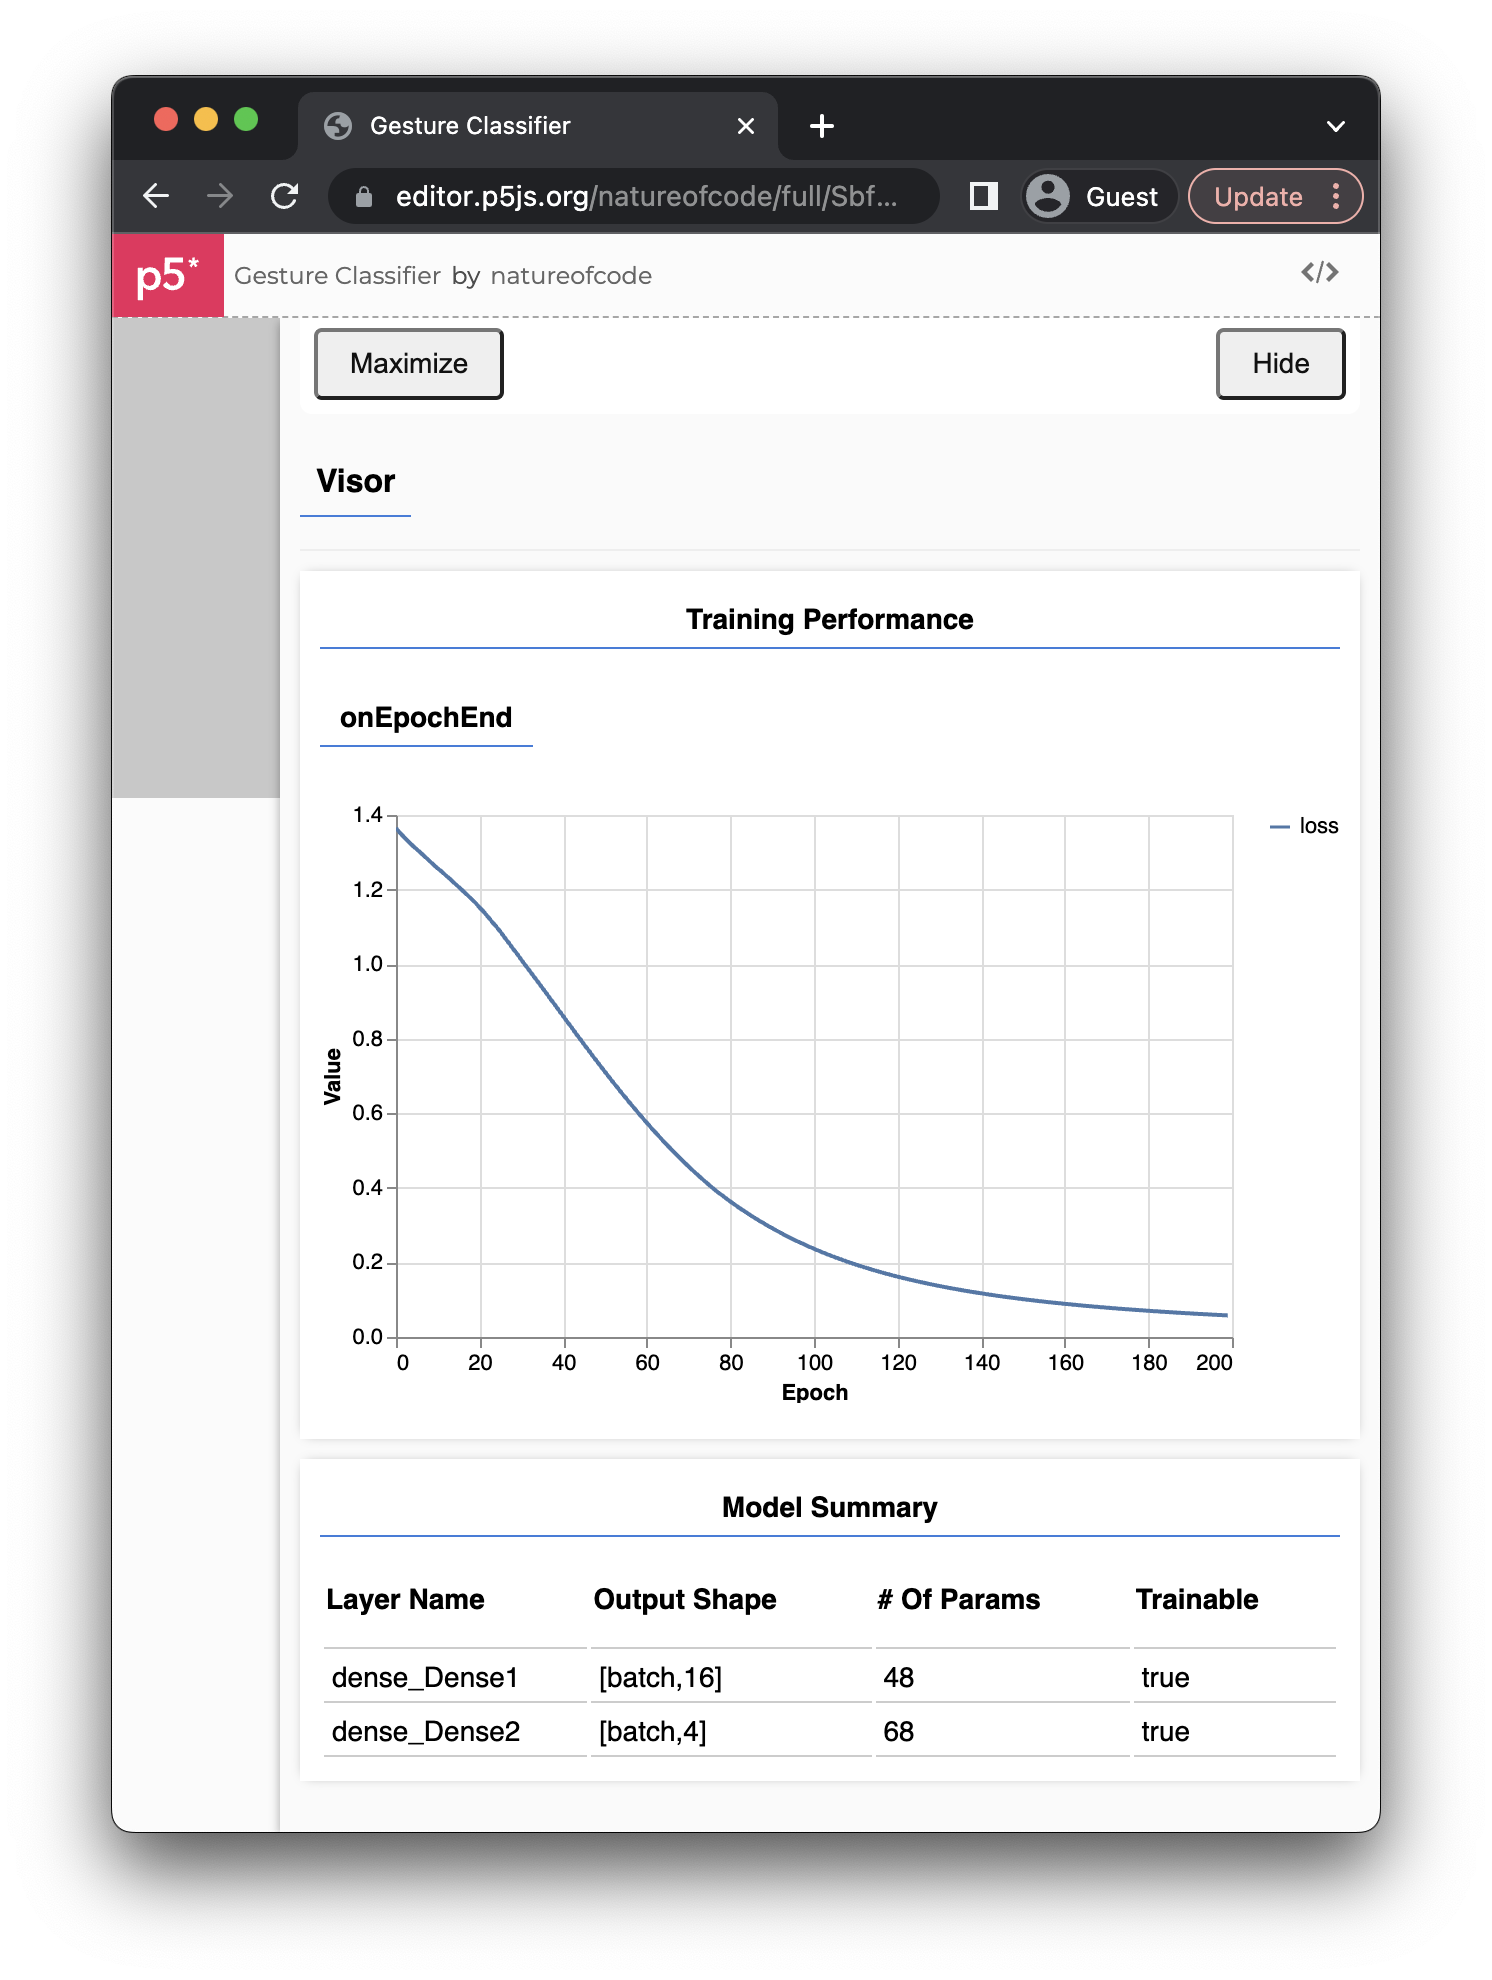 Gesture Classifier
editor.p5js.org/natureofcode/full/Sbf...
Guest
Update
p5*
Gesture Classifier by natureofcode
</>
Maximize
Hide
Visor
Training Performance
onEpochEnd
1.4
1.2
1.0
0.8
0.6
0.4
0.2
0.0
Value
loss
0 20 40 60 80 100 120 140 160 180 200
Epoch
Model Summary
Layer Name Output Shape # Of Params Trainable
dense_Dense1 [batch,16] 48 true
dense_Dense2 [batch,4] 68 true